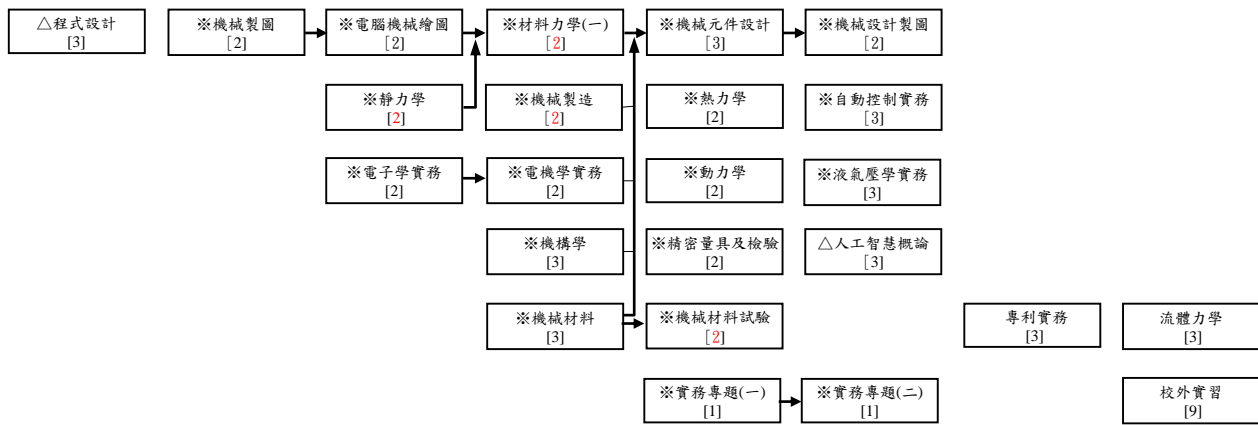 △程式設計
[3]
※機械製圖
[2]
※電腦機械繪圖
[2]
※材料力學(一)
[2]
※機械元件設計
[3]
※機械設計製圖
[2]
※靜力學
[2]
※機械製造
[2]
※熱力學
[2]
※自動控制實務
[3]
※電子學實務
[2]
※電機學實務
[2]
※動力學
[2]
※液氣壓學實務
[3]
※機構學
[3]
※精密量具及檢驗
[2]
△人工智慧概論
[3]
※機械材料
[3]
※機械材料試驗
[2]
專利實務
[3]
流體力學
[3]
※實務專題(一)
[1]
※實務專題(二)
[1]
校外實習
[9]